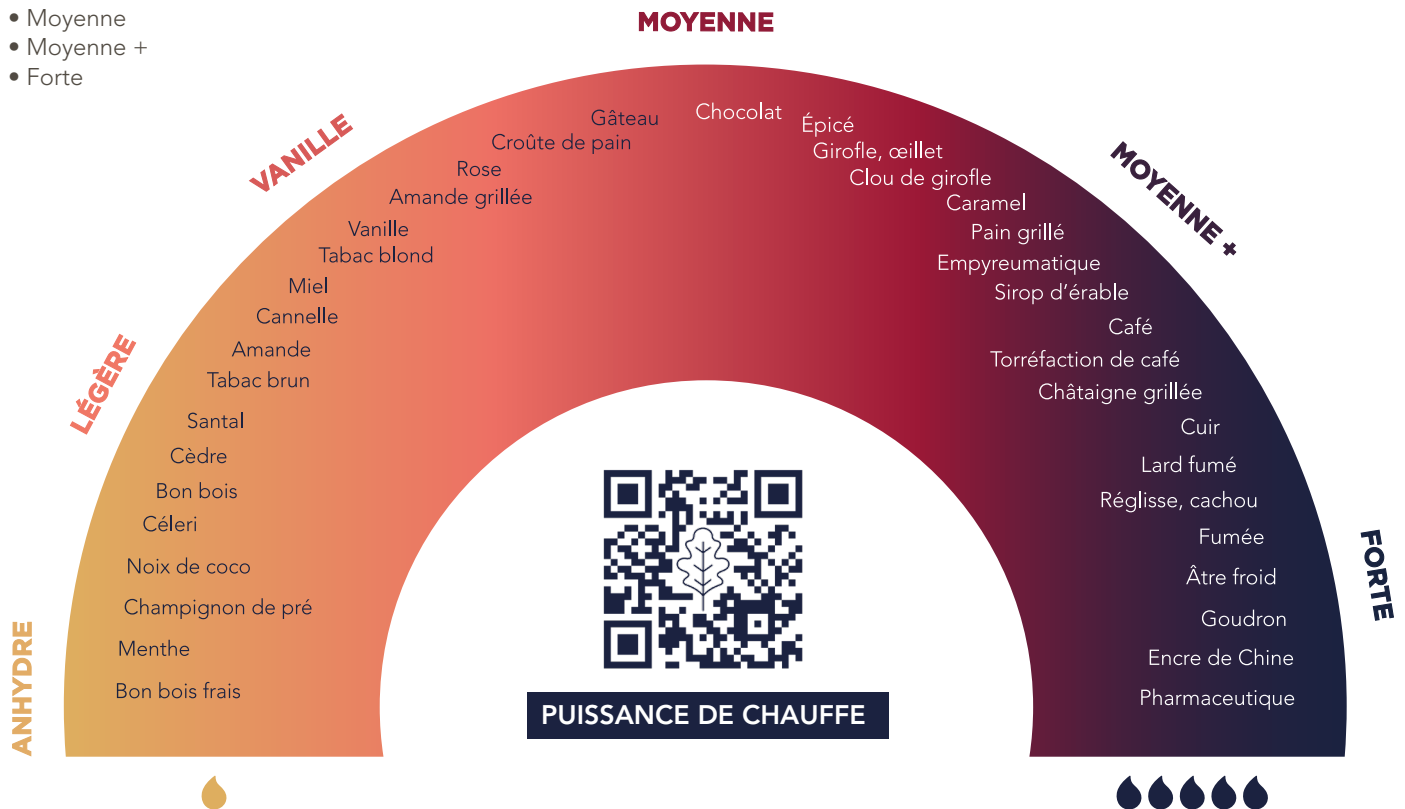 • Moyenne
• Moyenne +
• Forte
MOYENNE
VANILLE
MOYENNE +
LÉGÈRE
FORTE
ANHYDRE
Gâteau
Croûte de pain
Rose
Amande grillée
Vanille
Tabac blond
Miel
Cannelle
Amande
Tabac brun
Santal
Cèdre
Bon bois
Céleri
Noix de coco
Champignon de pré
Menthe
Bon bois frais
Chocolat
Épicé
Girofle, œillet
Clou de girofle
Caramel
Pain grillé
Empyreumatique
Sirop d’érable
Café
Torréfaction de café
Châtaigne grillée
Cuir
Lard fumé
Réglisse, cachou
Fumée
Âtre froid
Goudron
Encre de Chine
Pharmaceutique
PUISSANCE DE CHAUFFE